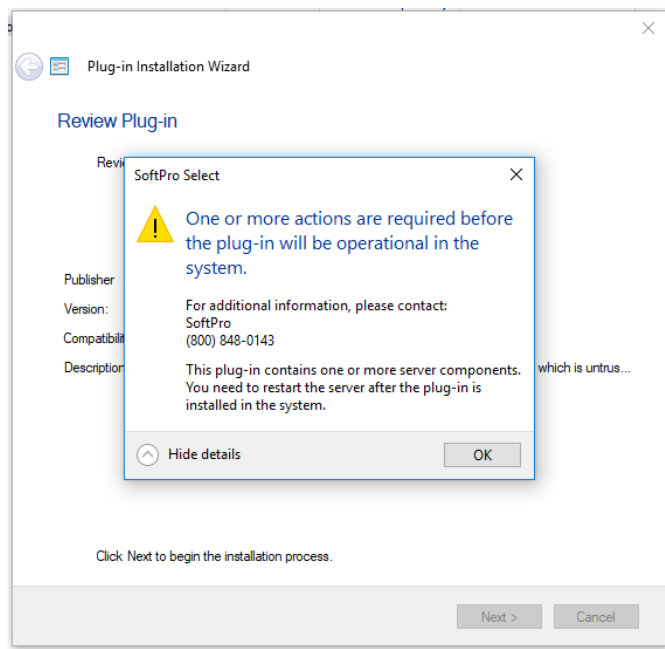 Plug-in Installation Wizard
Review Plug-in
SoftPro Select
One or more actions are required before
the plug-in will be operational in the
system.
For additional information, please contact:
SoftPro
(800) 848-0143
Publisher
Version:
This plug-in contains one or more server components.
You need to restart the server after the plug-in is
installed in the system.
which is untrus...
Hide details
OK
Click Next to begin the installation process.
Next >
Cancel